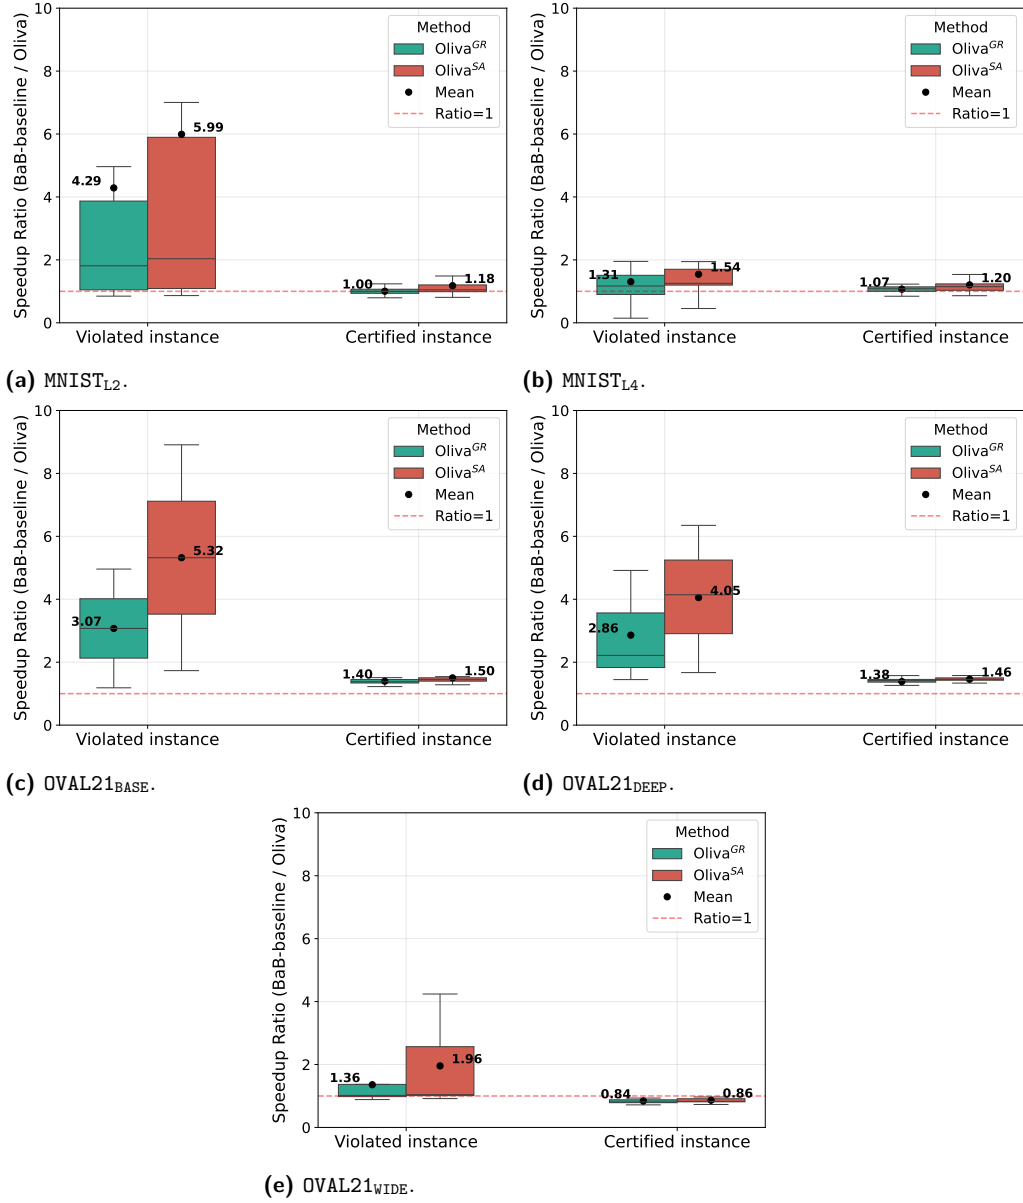 Speedup Ratio (BaB-baseline / Oliva)
10
8
6
4
2
0
Method
Oliva^GR
Oliva^SA
Mean
Ratio=1
4.29
5.99
1.00
1.18
Violated instance
Certified instance
(a) MNIST_L2.
Speedup Ratio (BaB-baseline / Oliva)
10
8
6
4
2
0
Method
Oliva^GR
Oliva^SA
Mean
Ratio=1
1.31
1.54
1.07
1.20
Violated instance
Certified instance
(b) MNIST_L4.
Speedup Ratio (BaB-baseline / Oliva)
10
8
6
4
2
0
Method
Oliva^GR
Oliva^SA
Mean
Ratio=1
3.07
5.32
1.40
1.50
Violated instance
Certified instance
(c) OVAL21_BASE.
Speedup Ratio (BaB-baseline / Oliva)
10
8
6
4
2
0
Method
Oliva^GR
Oliva^SA
Mean
Ratio=1
2.86
4.05
1.38
1.46
Violated instance
Certified instance
(d) OVAL21_DEEP.
Speedup Ratio (BaB-baseline / Oliva)
10
8
6
4
2
0
Method
Oliva^GR
Oliva^SA
Mean
Ratio=1
1.36
1.96
0.84
0.86
Violated instance
Certified instance
(e) OVAL21_WIDE.